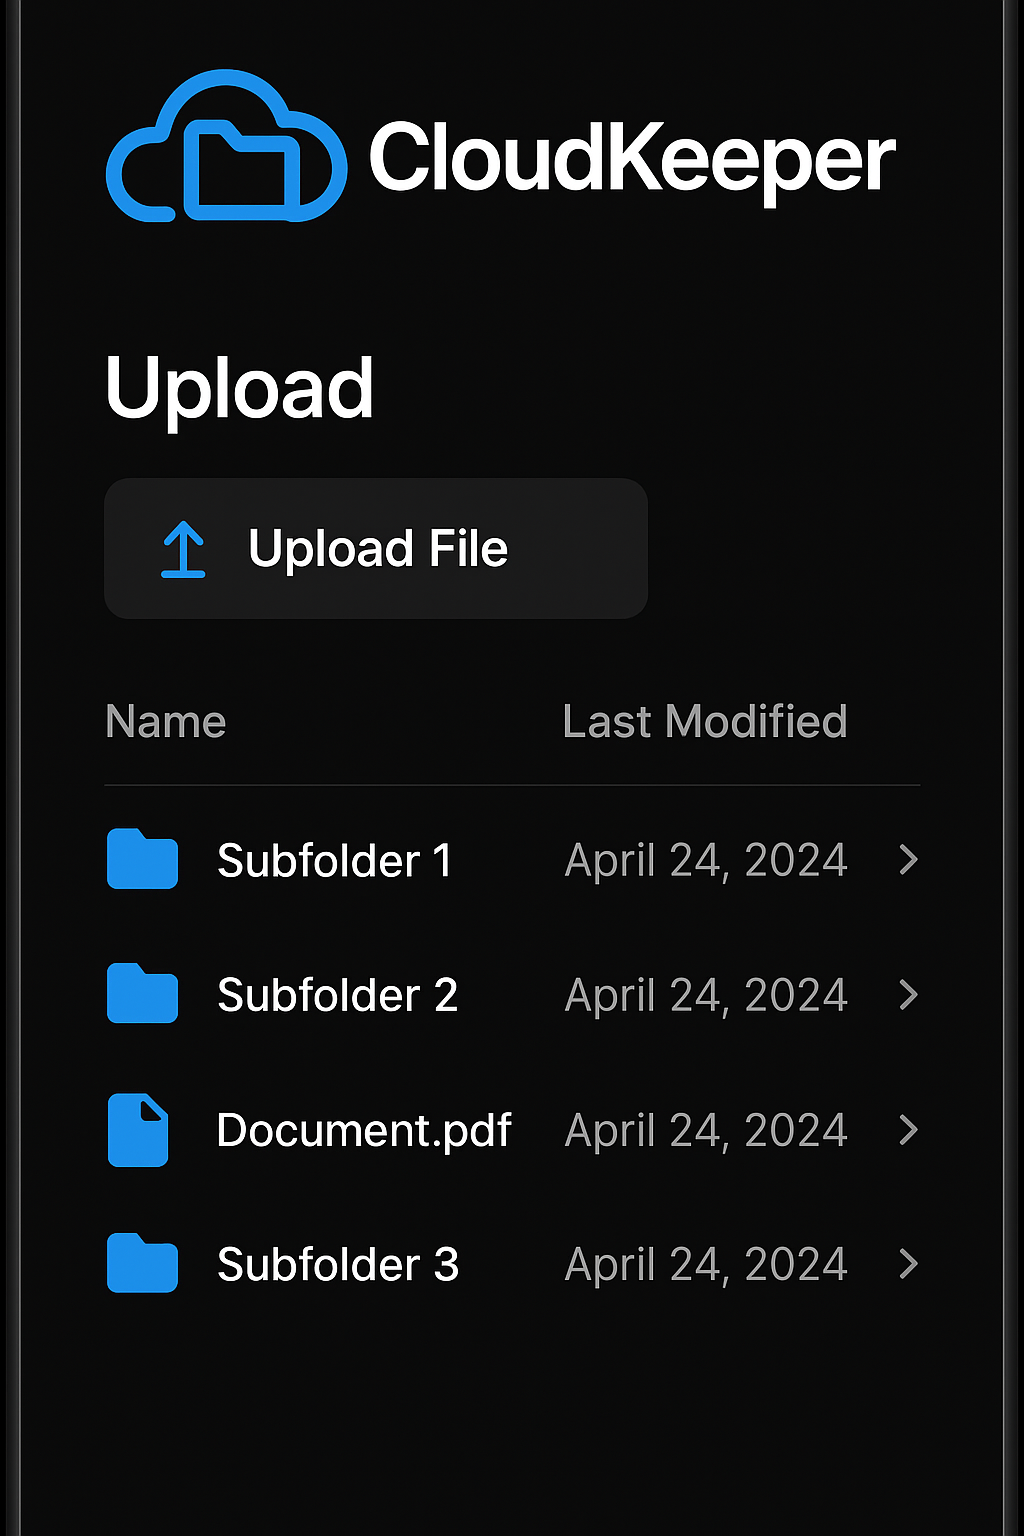 CloudKeeper
Upload
Upload File
Name Last Modified
Subfolder 1 April 24, 2024
Subfolder 2 April 24, 2024
Document.pdf April 24, 2024
Subfolder 3 April 24, 2024